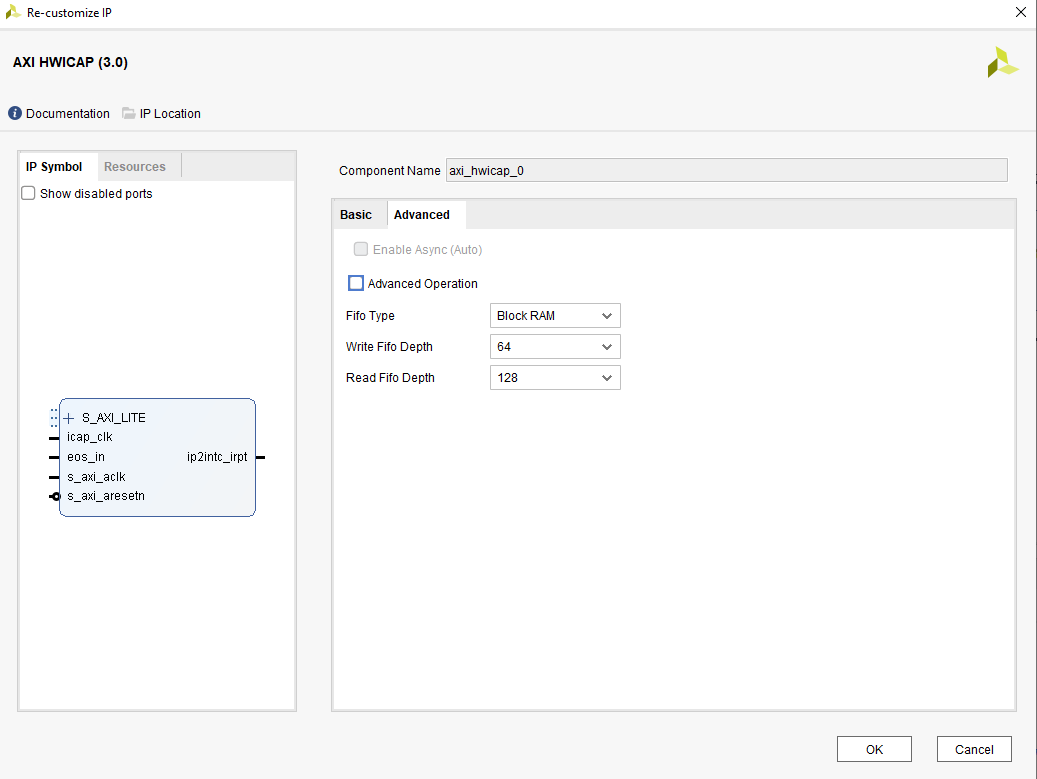 Re-customize IP
AXI HWICAP (3.0)
Documentation IP Location
IP Symbol Resources
Show disabled ports
S_AXI_LITE
icap_clk
eos_in ip2intc_irpt
s_axi_aclk
s_axi_aresetn
Component Name axi_hwicap_0
Basic Advanced
Enable Async (Auto)
Advanced Operation
Fifo Type Block RAM
Write Fifo Depth 64
Read Fifo Depth 128
OK Cancel